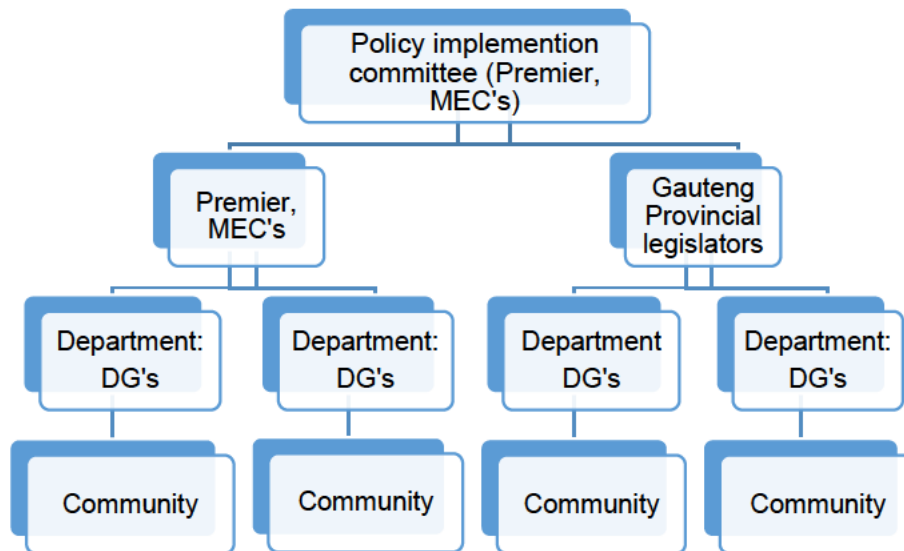 Policy implemention
committee (Premier,
MEC's)
Premier,
MEC's
Gauteng
Provincial
legislators
Department:
DG's
Department:
DG's
Department
DG's
Department:
DG's
Community
Community
Community
Community